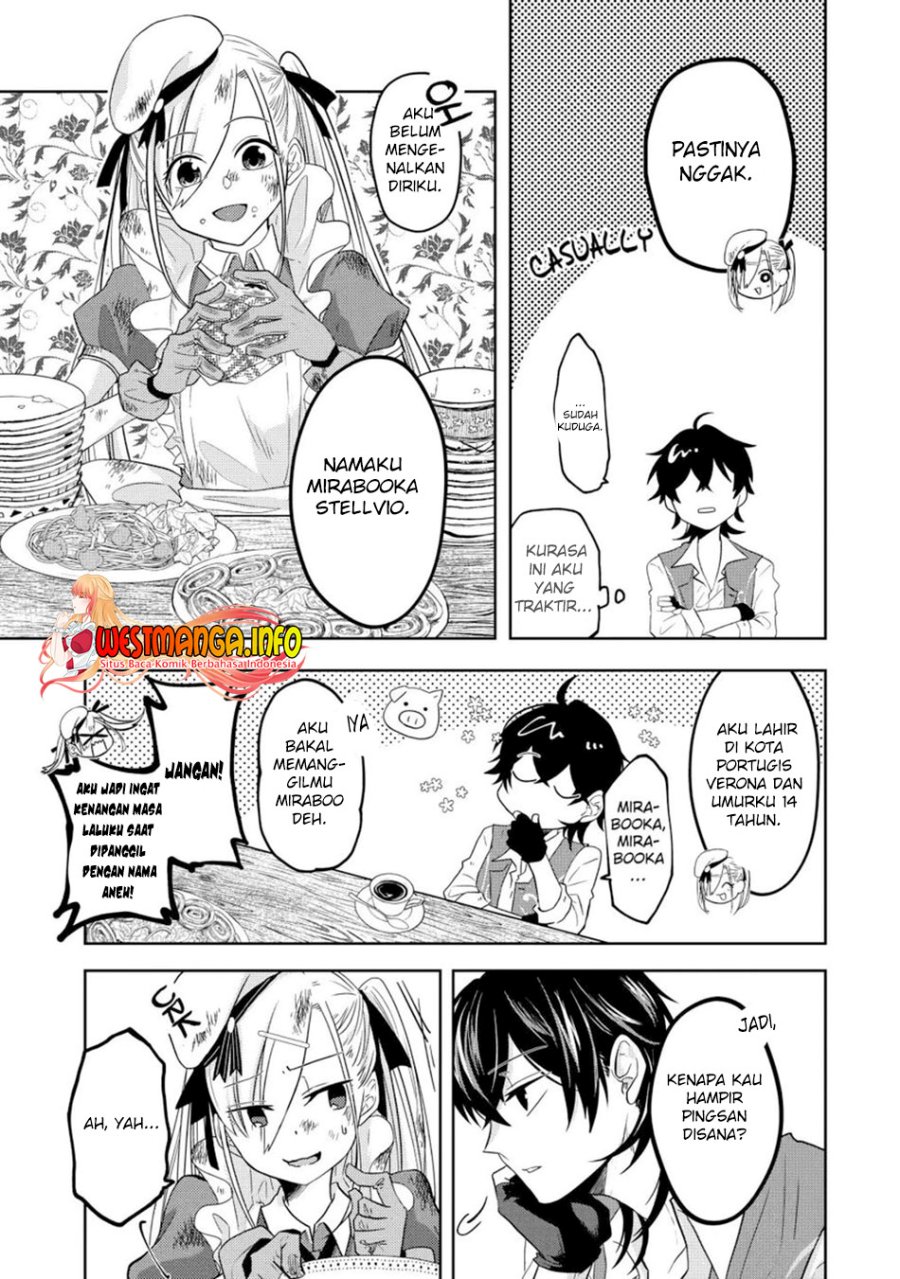 PASTINYA
NGGAK.
CASUALLY
...
SUDAH
KUDUGA.
KURASA
INI AKU
YANG
TRAKTIR...
AKU
BELUM
MENGE-
NALKAN
DIRIKU.
NAMAKU
MIRABOOKA
STELLVIO.
WESTMANGA.INFO
Situs Baca Komik Berbahasa Indonesia
AKU LAHIR
DI KOTA
PORTUGIS
VERONA DAN
UMURKU 14
TAHUN.
MIRA-
BOOKA,
MIRA-
BOOKA
...
IYA
AKU
BAKAL
MEMANG-
GILMU
MIRABOO
DEH.
JANGAN!
AKU JADI INGAT
KENANGAN MASA
LALUKU SAAT
DIPANGGIL
DENGAN NAMA
ANEH!
JADI,
KENAPA KAU
HAMPIR
PINGSAN
DISANA?
URK
AH, YAH...